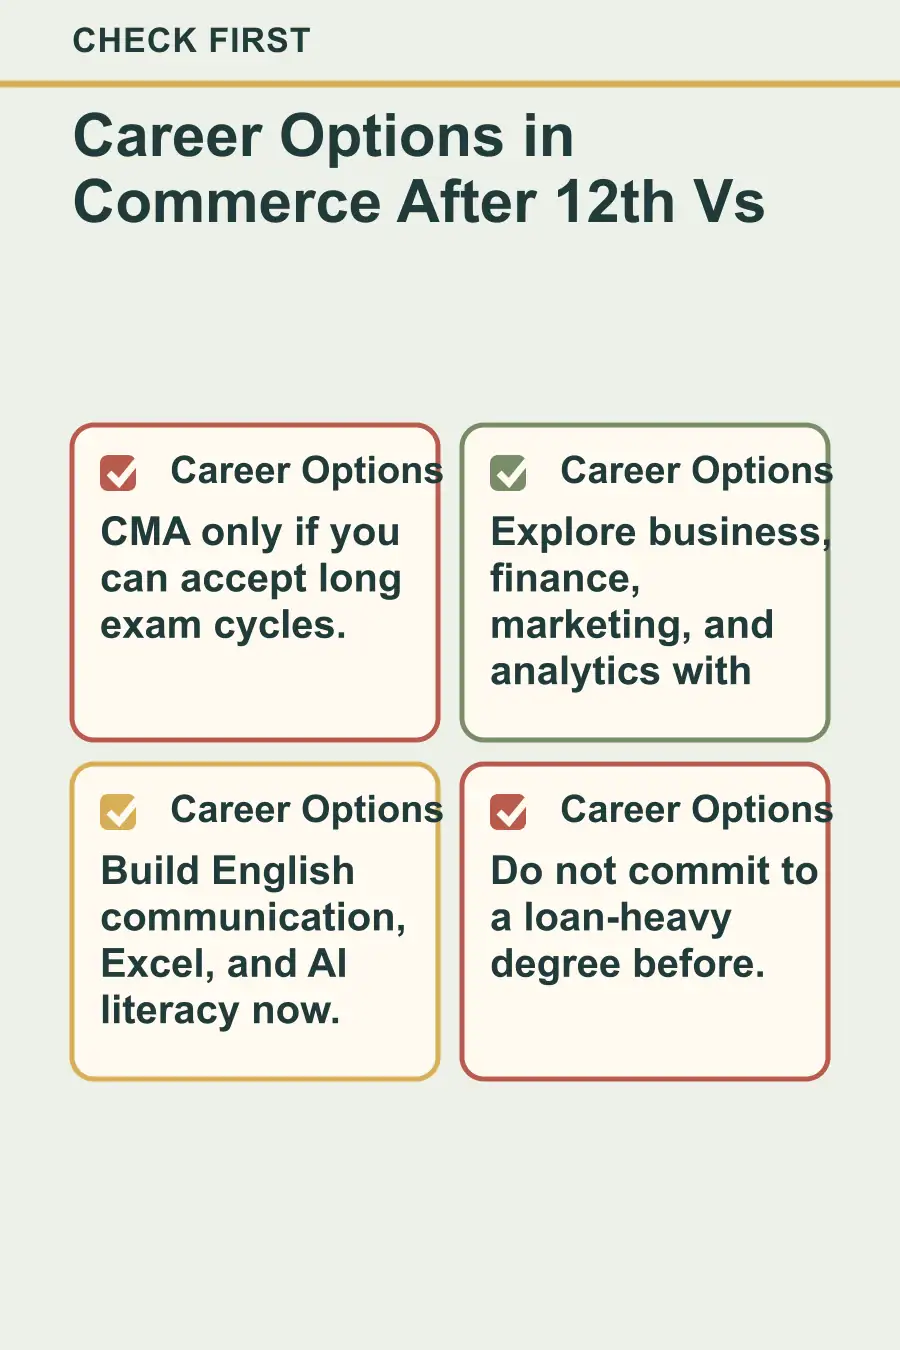 CHECK FIRST
Career Options in
Commerce After 12th Vs
Career Options
CMA only if you
can accept long
exam cycles.
Career Options
Explore business,
finance,
marketing, and
analytics with
Career Options
Build English
communication,
Excel, and AI
literacy now.
Career Options
Do not commit to
a loan-heavy
degree before.